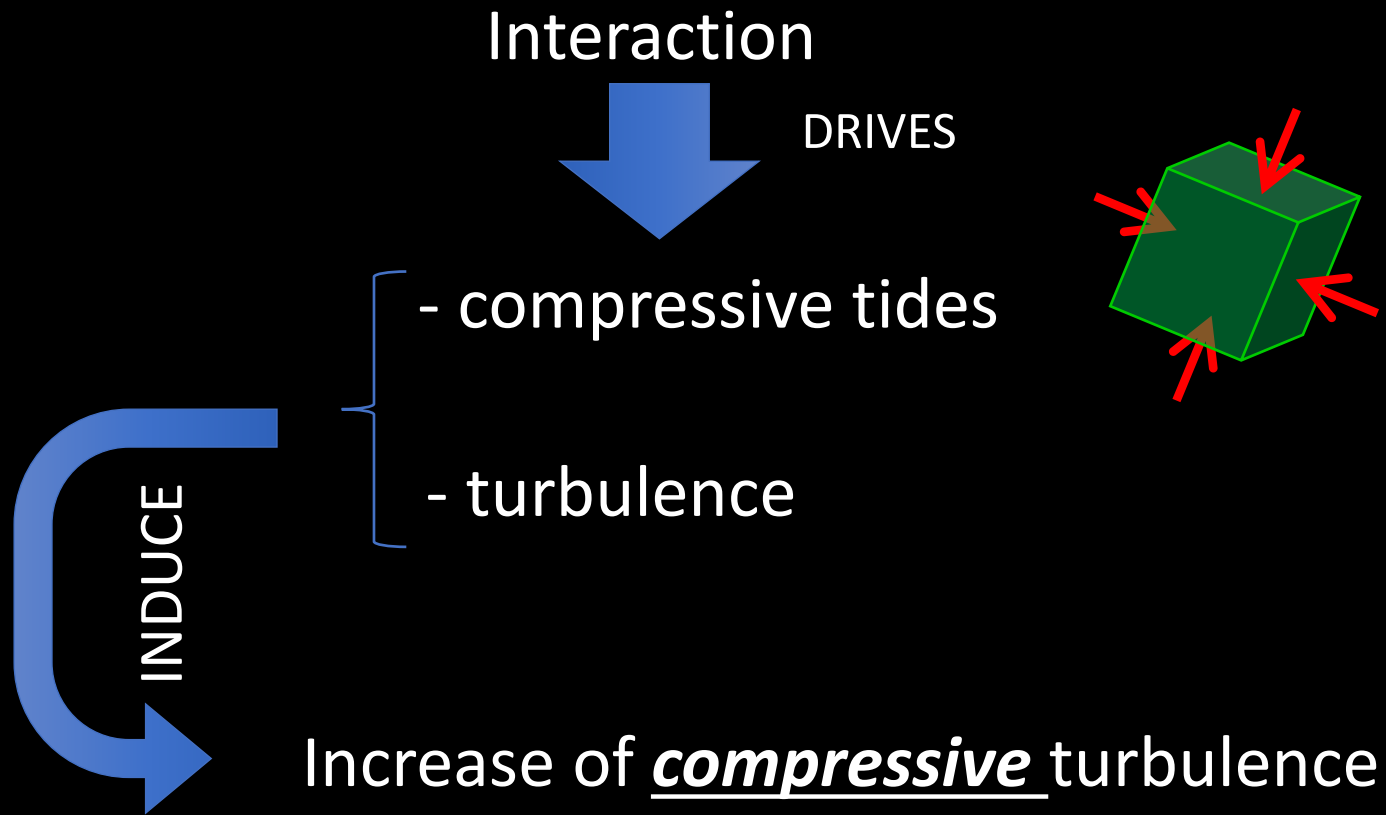 Interaction
DRIVES
- compressive tides
- turbulence
INDUCE
Increase of compressive turbulence